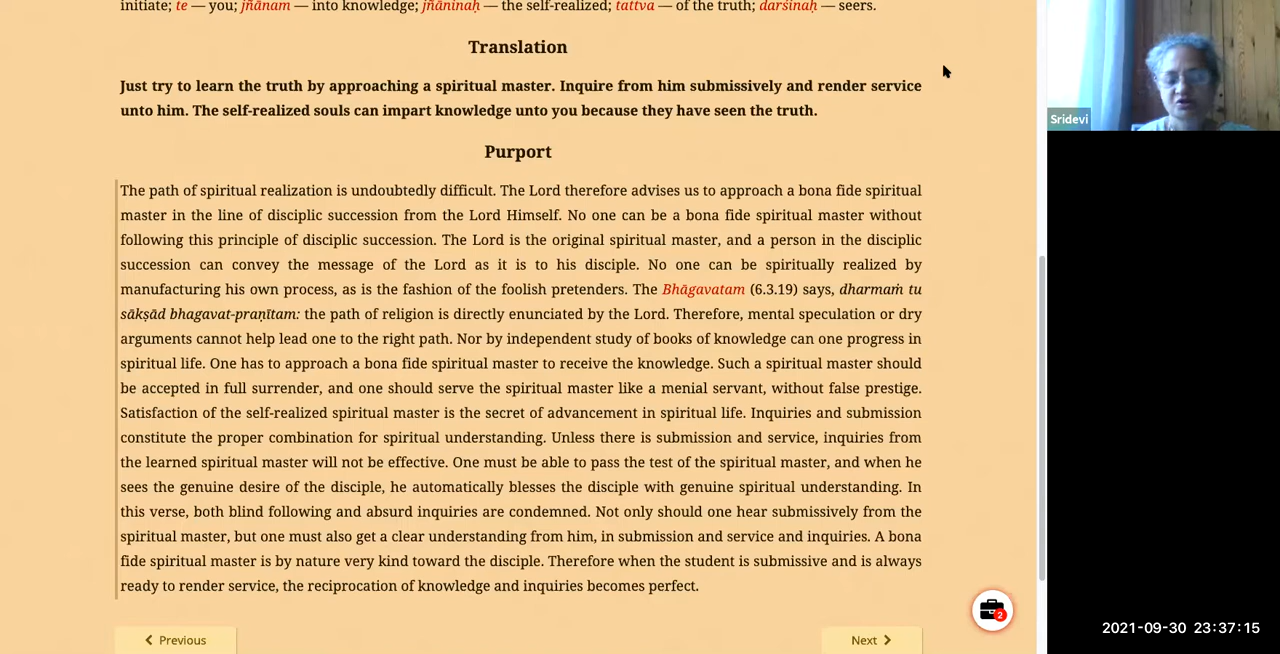 initiate; te — you; jñānam — into knowledge; jñāninaḥ — the self-realized; tattva — of the truth; darśinaḥ — seers.
Translation
Just try to learn the truth by approaching a spiritual master. Inquire from him submissively and render service
unto him. The self-realized souls can impart knowledge unto you because they have seen the truth.
Purport
The path of spiritual realization is undoubtedly difficult. The Lord therefore advises us to approach a bona fide spiritual
master in the line of disciplic succession from the Lord Himself. No one can be a bona fide spiritual master without
following this principle of disciplic succession. The Lord is the original spiritual master, and a person in the disciplic
succession can convey the message of the Lord as it is to his disciple. No one can be spiritually realized by
manufacturing his own process, as is the fashion of the foolish pretenders. The Bhāgavatam (6.3.19) says, dharmaṁ tu
sākṣād bhagavat-praṇītam: the path of religion is directly enunciated by the Lord. Therefore, mental speculation or dry
arguments cannot help lead one to the right path. Nor by independent study of books of knowledge can one progress in
spiritual life. One has to approach a bona fide spiritual master to receive the knowledge. Such a spiritual master should
be accepted in full surrender, and one should serve the spiritual master like a menial servant, without false prestige.
Satisfaction of the self-realized spiritual master is the secret of advancement in spiritual life. Inquiries and submission
constitute the proper combination for spiritual understanding. Unless there is submission and service, inquiries from
the learned spiritual master will not be effective. One must be able to pass the test of the spiritual master, and when he
sees the genuine desire of the disciple, he automatically blesses the disciple with genuine spiritual understanding. In
this verse, both blind following and absurd inquiries are condemned. Not only should one hear submissively from the
spiritual master, but one must also get a clear understanding from him, in submission and service and inquiries. A bona
fide spiritual master is by nature very kind toward the disciple. Therefore when the student is submissive and is always
ready to render service, the reciprocation of knowledge and inquiries becomes perfect.
Previous
Next
2
Sridevi
2021-09-30 23:37:15